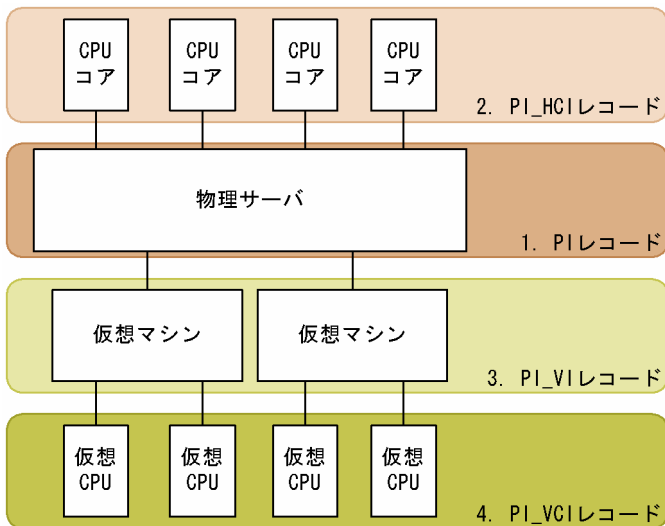 CPU
コア
CPU
コア
CPU
コア
CPU
コア
2. PI_HCIレコード
物理サーバ
1. PIレコード
仮想マシン
仮想マシン
3. PI_VIレコード
仮想
CPU
仮想
CPU
仮想
CPU
仮想
CPU
4. PI_VCIレコード